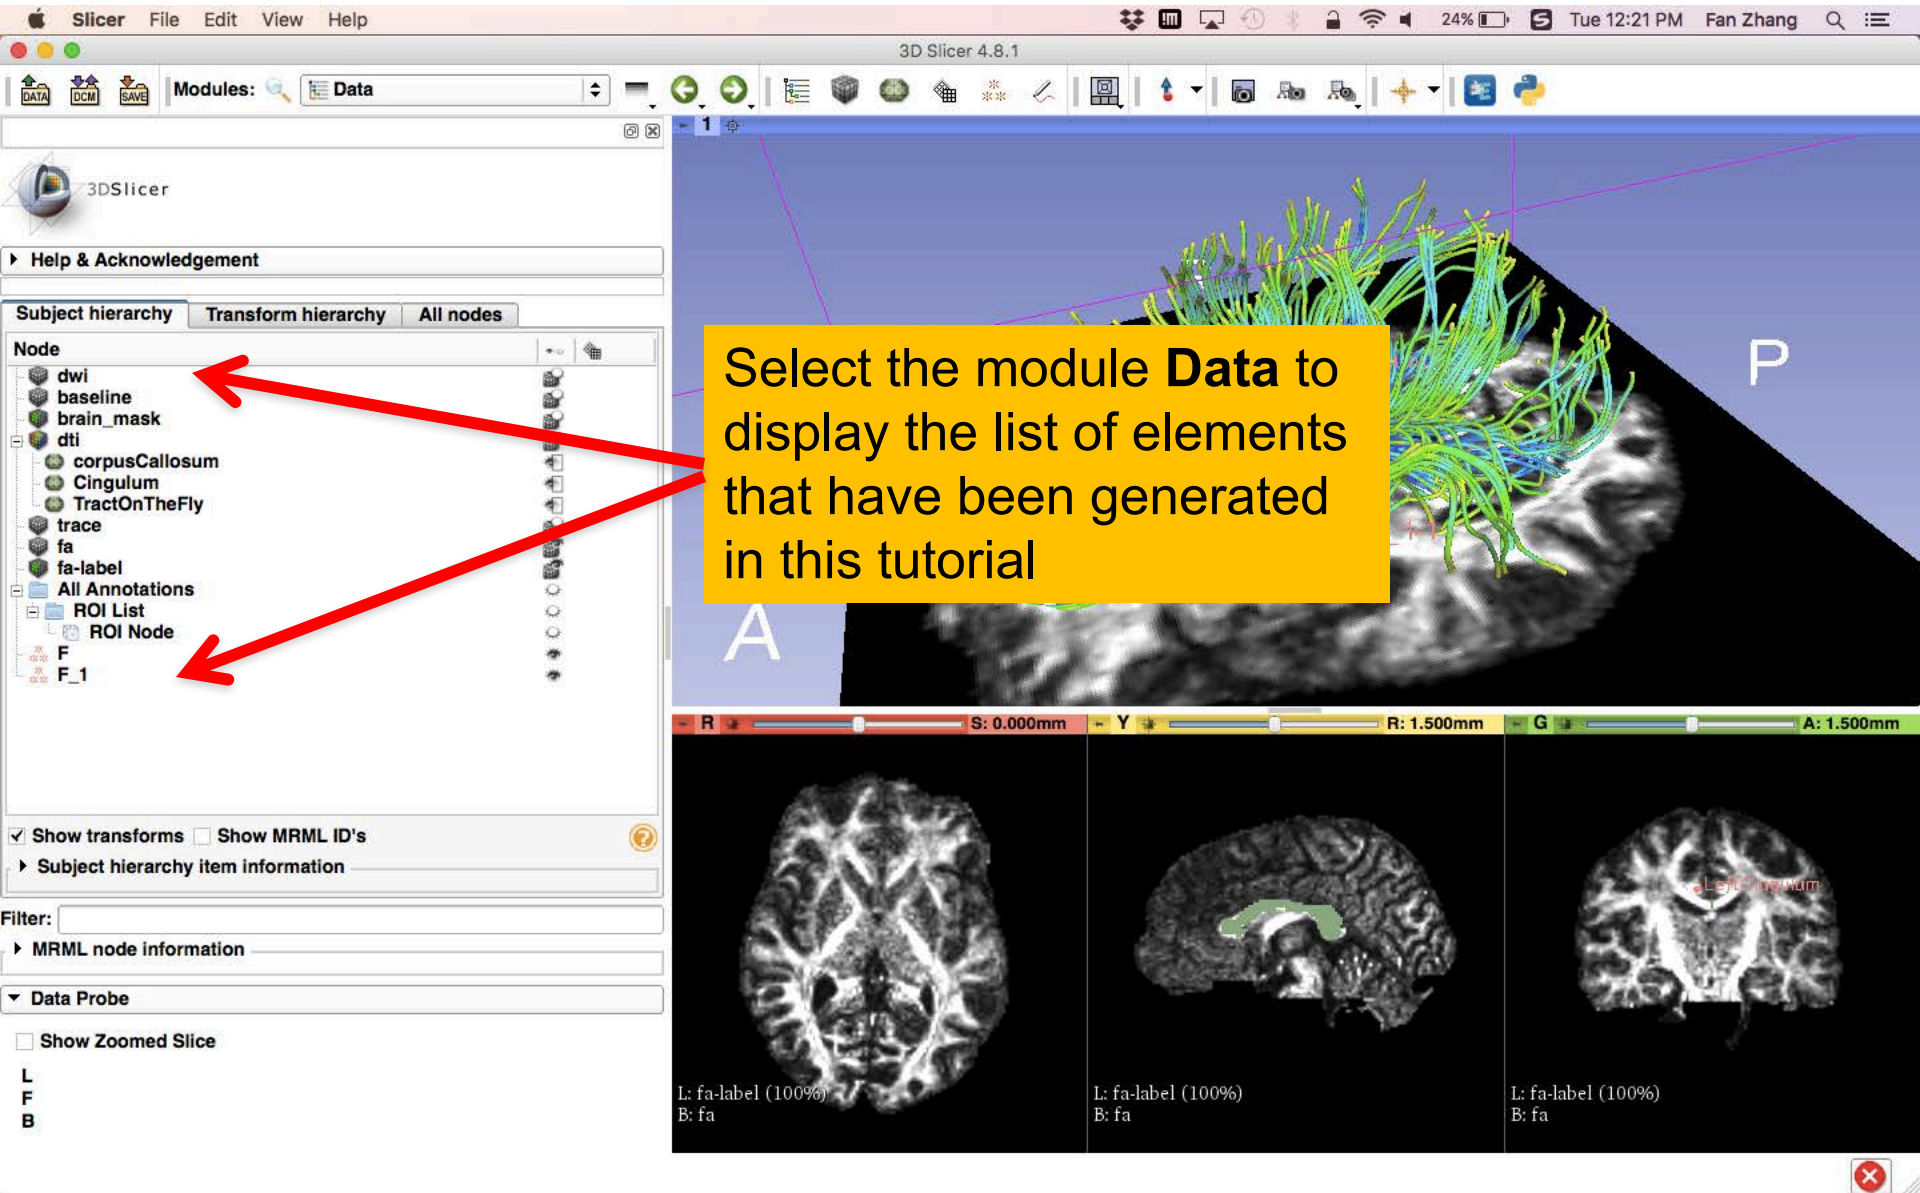 Slicer File Edit View Help 24% Tue 12:21 PM Fan Zhang
3D Slicer 4.8.1
DATA DCM SAVE Modules: Data
1
3DSlicer
Help & Acknowledgement
Subject hierarchy Transform hierarchy All nodes
Node
dwi
baseline
brain_mask
dti
corpusCallosum
Cingulum
TractOnTheFly
trace
fa
fa-label
All Annotations
ROI List
ROI Node
F
F_1
Show transforms Show MRML ID's
Subject hierarchy item information
Filter:
MRML node information
Data Probe
Show Zoomed Slice
L
F
B
Select the module Data to
display the list of elements
that have been generated
in this tutorial
P
A
R S: 0.000mm
Y R: 1.500mm
G A: 1.500mm
L: fa-label (100%)
B: fa
L: fa-label (100%)
B: fa
L: fa-label (100%)
B: fa